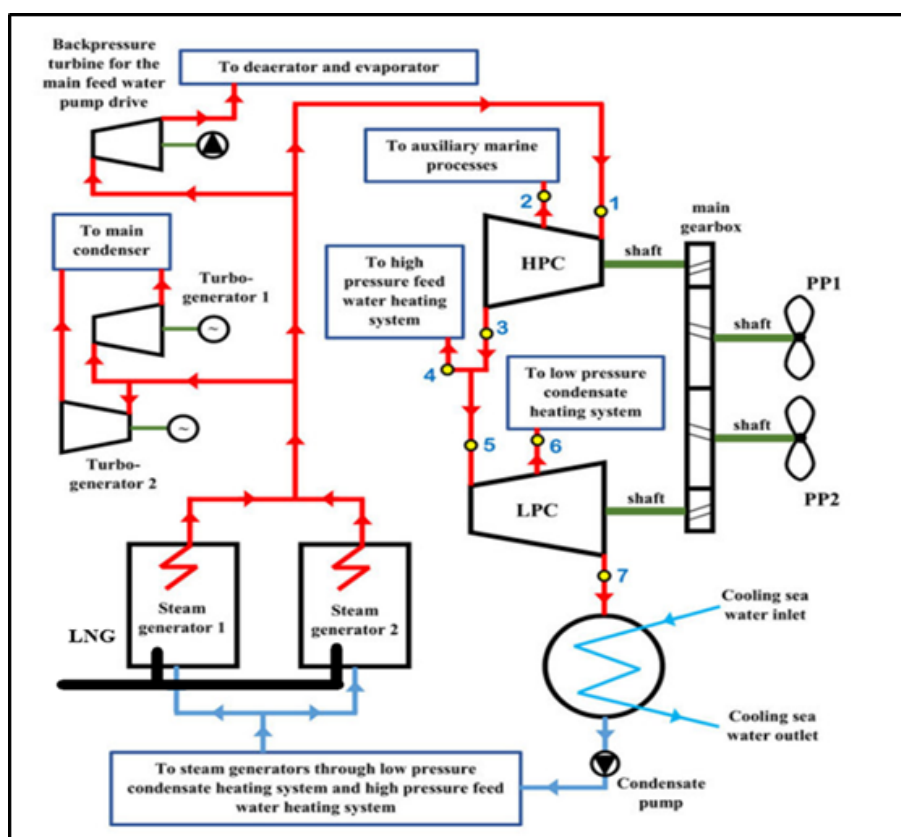 Backpressure
turbine for the
main feed water
pump drive
To deaerator and evaporator
To auxiliary marine
processes
2
1
main
gearbox
To main
condenser
Turbo-
generator 1
~
To high
pressure feed
water heating
system
HPC
shaft
PP1
3
shaft
4
To low pressure
condensate
heating system
~
Turbo-
generator 2
5
6
shaft
PP2
LPC
shaft
7
Steam
generator 1
Steam
generator 2
LNG
Cooling sea
water inlet
Cooling sea
water outlet
To steam generators through low pressure
condensate heating system and high pressure feed
water heating system
Condensate
pump